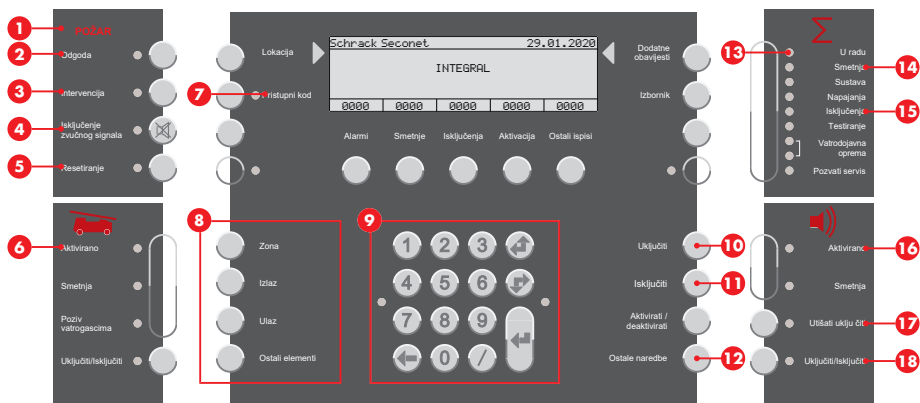 1
POŽAR
2
Odgoda
3
Intervencija
4
Isključenje
zvučnog signala
5
Resetiranje
6
Aktivirano
Smetnja
Poziv
vatrogascima
Uključiti/Isključiti
Lokacija
7
Pristupni kod
Schrack Seconet 29.01.2020
INTEGRAL
0000 0000 0000 0000 0000
Alarmi Smetnje Isključenja Aktivacija Ostali ispisi
Dodatne
obavijesti
Izbornik
8
Zona
Izlaz
Ulaz
Ostali elementi
9
1 2 3
4 5 6
7 8 9
0 /
Uključiti
10
Isključiti
11
Aktivirati /
deaktivirati
Ostale naredbe
12
Σ
13
U radu
Smetnja
14
Sustava
Napajanja
Isključenja
15
Testiranje
Vatrodojavna
oprema
Pozvati servis
Aktivirano
16
Smetnja
Utišati uklju čiti
17
Uključiti/Isključiti
18